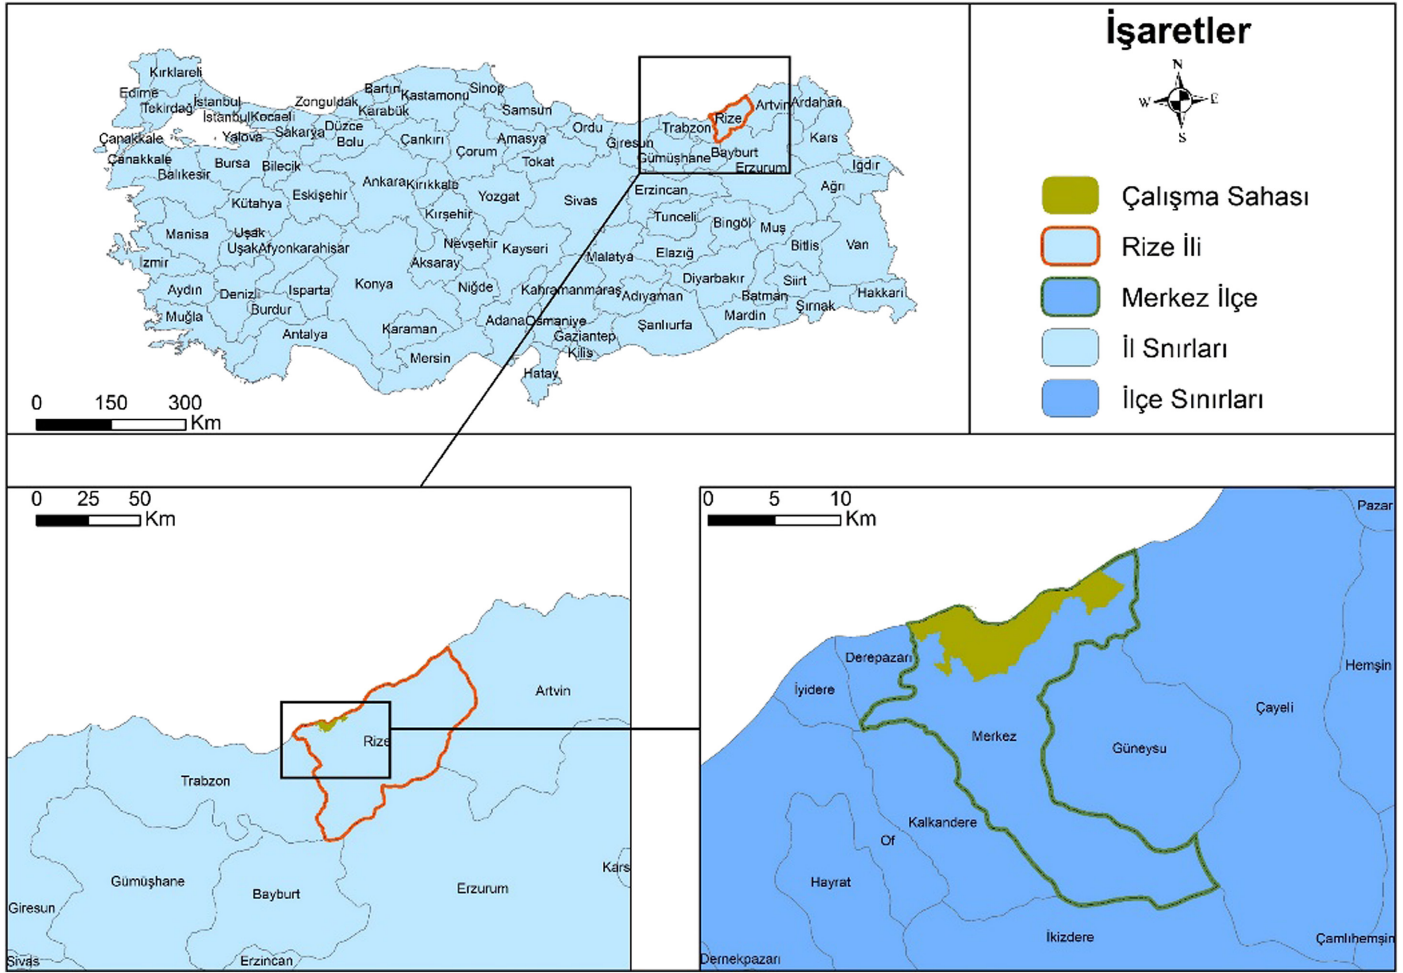 Kırklareli
Edirne
Tekirdağ
İstanbul
İstanbul
Kocaeli
Zonguldak
Bartın
Karabük
Kastamonu
Sinop
Samsun
Ordu
Giresun
Trabzon
Rize
Artvin
Ardahan
Çanakkale
Yalova
Sakarya
Düzce
Bolu
Çankırı
Amasya
Çorum
Tokat
Gümüşhane
Bayburt
Erzurum
Kars
Iğdır
Çanakkale
Balıkesir
Bursa
Bilecik
Eskişehir
Ankara
Kırıkkale
Yozgat
Sivas
Erzincan
Ağrı
Kütahya
Kırşehir
Tunceli
Bingöl
Muş
Manisa
Uşak
Uşak
Afyonkarahisar
Nevşehir
Kayseri
Malatya
Elazığ
Bitlis
Van
İzmir
Aksaray
Aydın
Denizli
Isparta
Konya
Niğde
Kahramanmaraş
Adıyaman
Diyarbakır
Batman
Siirt
Şırnak
Hakkari
Muğla
Burdur
Antalya
Karaman
Mersin
Adana
Osmaniye
Gaziantep
Kilis
Şanlıurfa
Mardin
Hatay
0 150 300
Km
İşaretler
N
W E
S
Çalışma Sahası
Rize İli
Merkez İlçe
İl Snırları
İlçe Sınırları
0 25 50
Km
Artvin
Rize
Trabzon
Gümüşhane
Bayburt
Erzurum
Kars
Giresun
Sivas
Erzincan
0 5 10
Km
Pazar
Derepazarı
İyidere
Hemşin
Çayeli
Merkez
Güneysu
Kalkandere
Of
Hayrat
İkizdere
Çamlıhemşin
Dernekpazarı